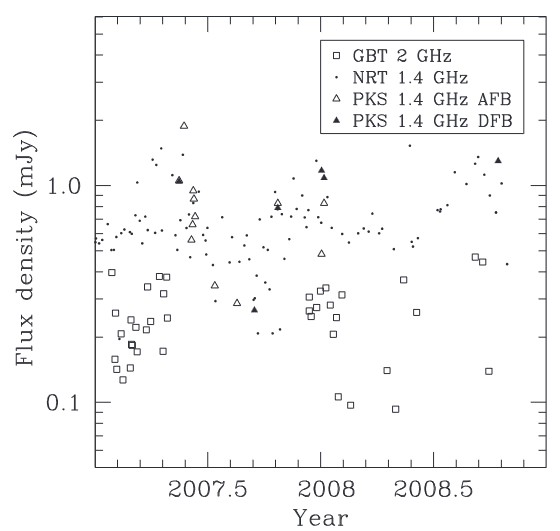 GBT 2 GHz
NRT 1.4 GHz
PKS 1.4 GHz AFB
PKS 1.4 GHz DFB
Flux density (mJy)
1.0
0.1
2007.5
2008
2008.5
Year